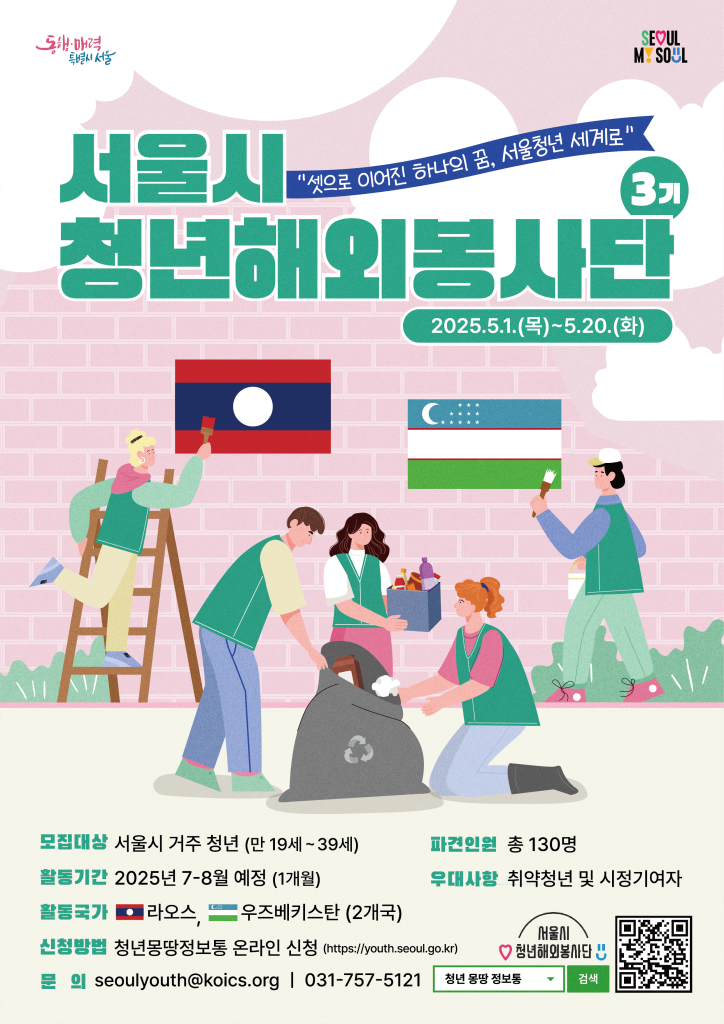 동행·매력
특별시 서울
SEOUL
MY SOUL
"셋으로 이어진 하나의 꿈, 서울청년 세계로"
서울시
3기
청년해외봉사단
2025.5.1.(목)~5.20.(화)
모집대상 서울시 거주 청년 (만 19세~39세)
파견인원 총 130명
활동기간 2025년 7-8월 예정 (1개월)
우대사항 취약청년 및 시정기여자
활동국가 라오스, 우즈베키스탄 (2개국)
신청방법 청년몽땅정보통 온라인 신청 (https://youth.seoul.go.kr)
서울시
청년해외봉사단
문 의 seoulyouth@koics.org | 031-757-5121
청년 몽땅 정보통
검색